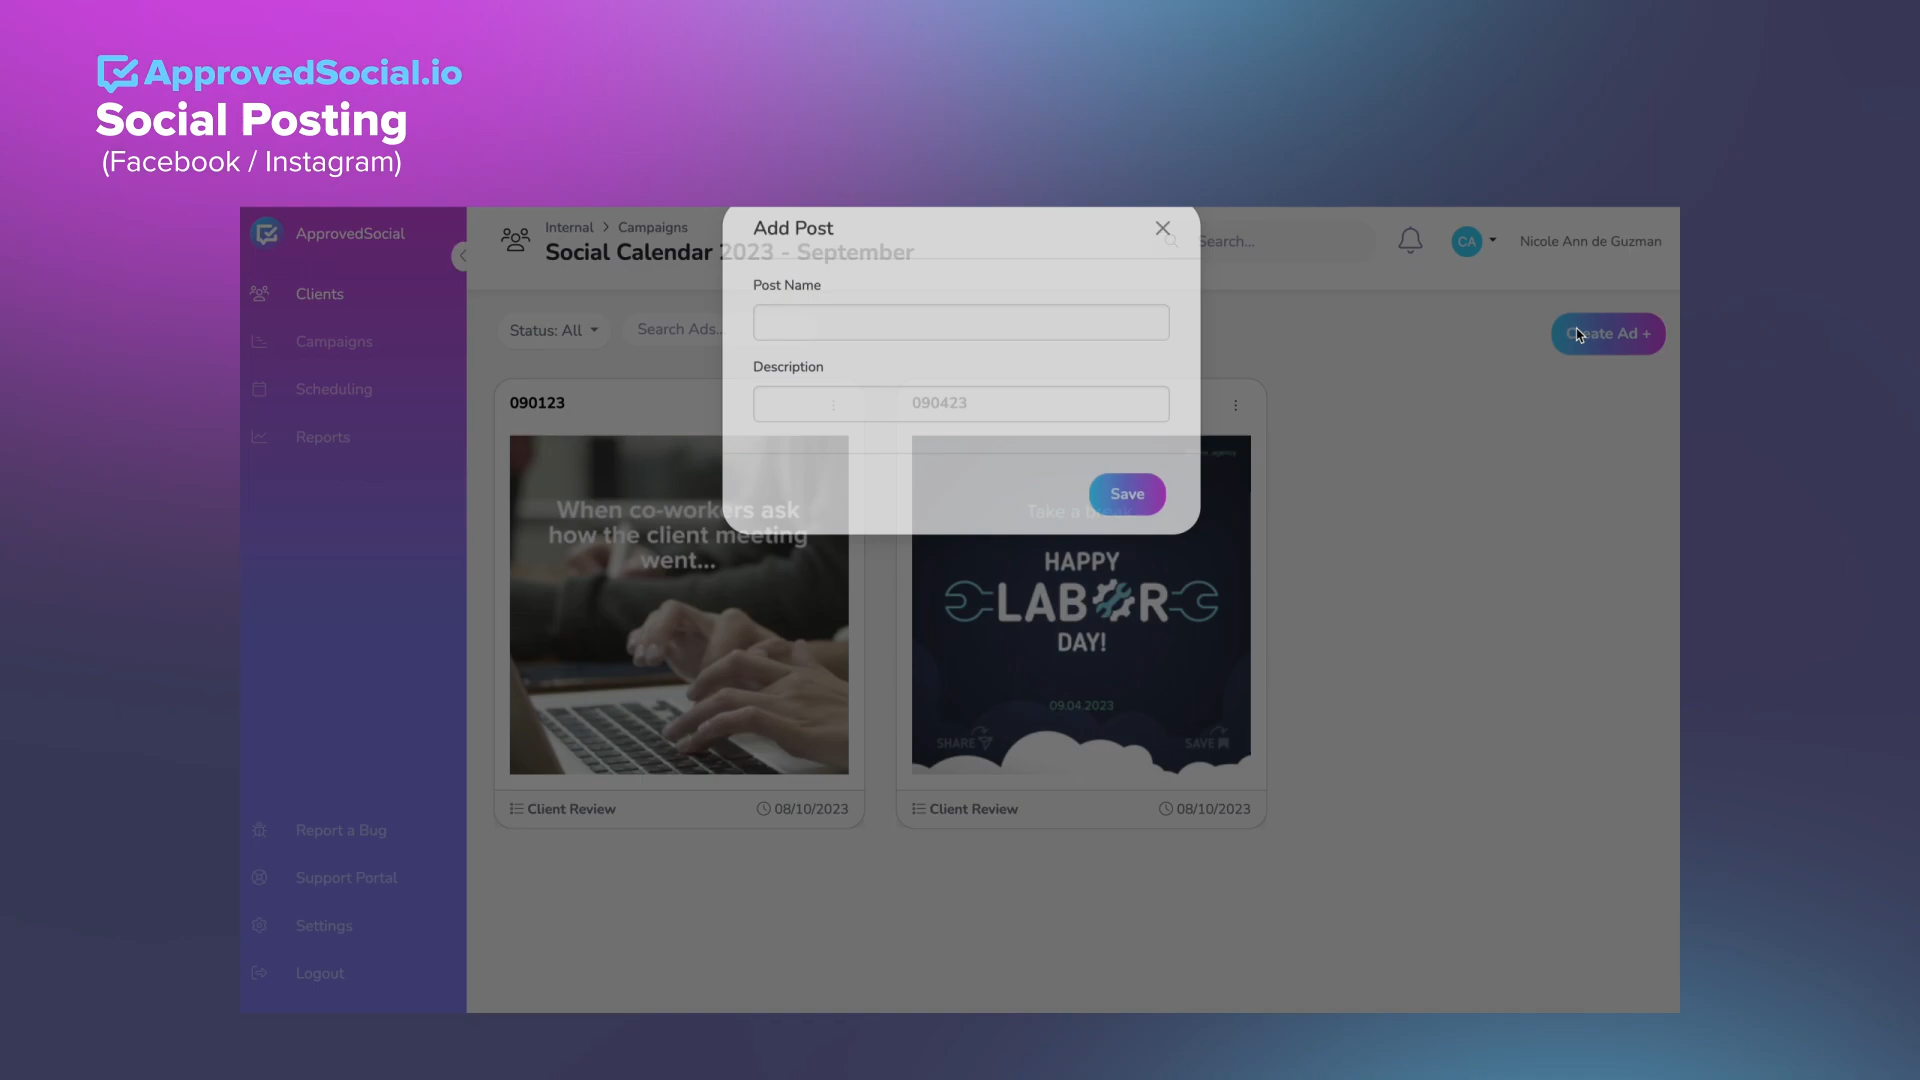 ApprovedSocial.io
Social Posting
(Facebook / Instagram)
ApprovedSocial
Clients
Campaigns
Scheduling
Reports
Report a Bug
Support Portal
Settings
Logout
Internal > Campaigns
Social Calendar 2023 - September
Search...
CA
Nicole Ann de Guzman
Status: All
Search Ads...
Create Ad +
Add Post
Post Name
Description
Save
090123
When co-workers ask
how the client meeting
went...
Client Review
08/10/2023
090423
Take a break
HAPPY
LABOR
DAY!
09.04.2023
SHARE
SAVE
Client Review
08/10/2023